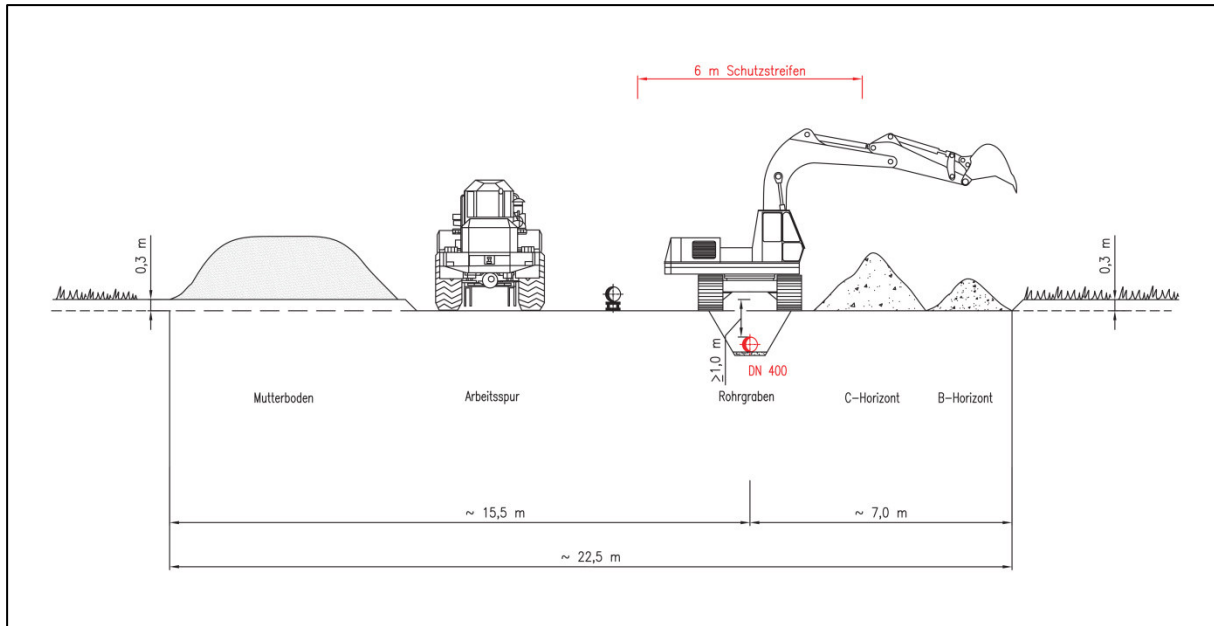 6 m Schutzstreifen
0,3 m
0,3 m
≥1,0 m
DN 400
Mutterboden
Arbeitsspur
Rohrgraben
C-Horizont
B-Horizont
~ 15,5 m
~ 7,0 m
~ 22,5 m